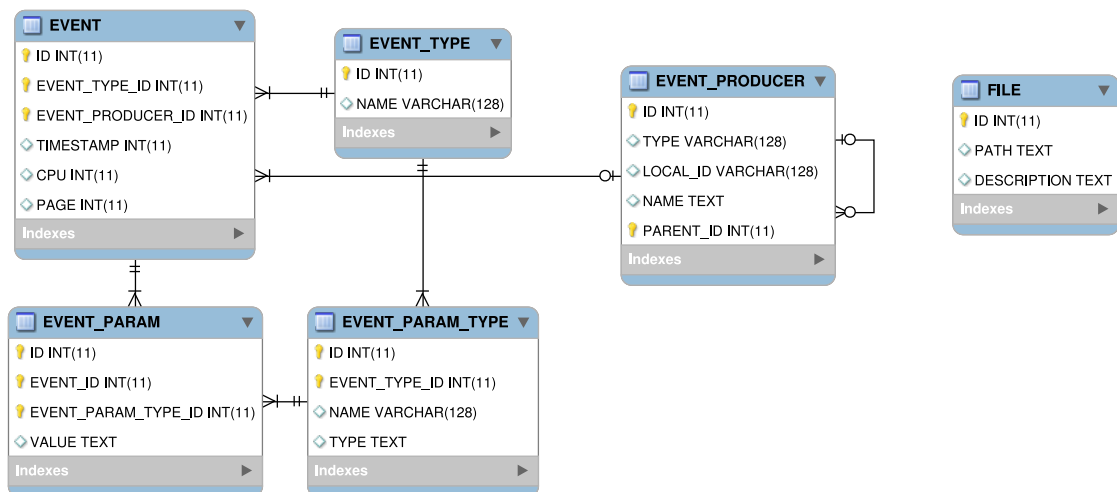 EVENT
ID INT(11)
EVENT_TYPE_ID INT(11)
EVENT_PRODUCER_ID INT(11)
TIMESTAMP INT(11)
CPU INT(11)
PAGE INT(11)
Indexes
EVENT_TYPE
ID INT(11)
NAME VARCHAR(128)
Indexes
EVENT_PRODUCER
ID INT(11)
TYPE VARCHAR(128)
LOCAL_ID VARCHAR(128)
NAME TEXT
PARENT_ID INT(11)
Indexes
FILE
ID INT(11)
PATH TEXT
DESCRIPTION TEXT
Indexes
EVENT_PARAM
ID INT(11)
EVENT_ID INT(11)
EVENT_PARAM_TYPE_ID INT(11)
VALUE TEXT
Indexes
EVENT_PARAM_TYPE
ID INT(11)
EVENT_TYPE_ID INT(11)
NAME VARCHAR(128)
TYPE TEXT
Indexes